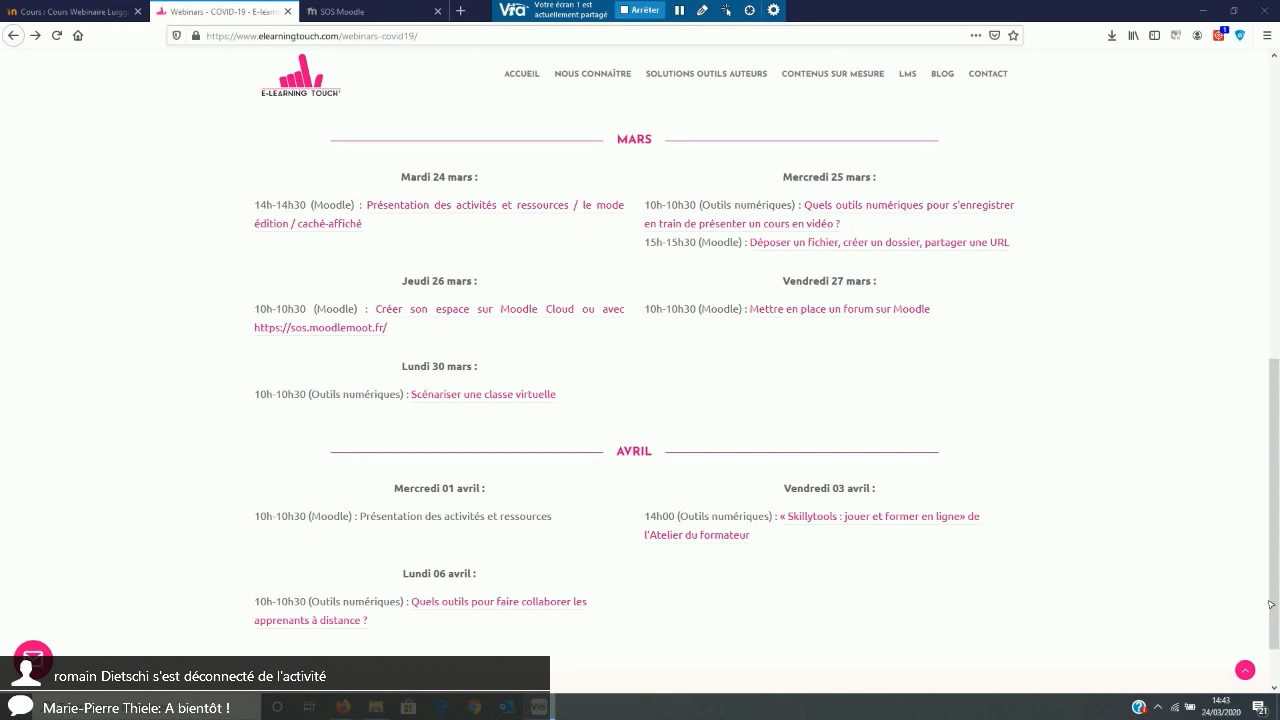 Cours : Cours Webinaire Luigg
Webinars - COVID-19 - E-learn
SOS Moodle
Via
Votre écran 1 est
actuellement partagé
Arrêter
https://www.elearningtouch.com/webinars-covid19/
1
E-LEARNING TOUCH'
ACCUEIL
NOUS CONNAÎTRE
SOLUTIONS OUTILS AUTEURS
CONTENUS SUR MESURE
LMS
BLOG
CONTACT
MARS
Mardi 24 mars :
14h-14h30 (Moodle) : Présentation des activités et ressources / le mode
édition / caché-affiché
Mercredi 25 mars :
10h-10h30 (Outils numériques) : Quels outils numériques pour s'enregistrer
en train de présenter un cours en vidéo ?
15h-15h30 (Moodle) : Déposer un fichier, créer un dossier, partager une URL
Jeudi 26 mars :
10h-10h30 (Moodle) : Créer son espace sur Moodle Cloud ou avec
https://sos.moodlemoot.fr/
Vendredi 27 mars :
10h-10h30 (Moodle) : Mettre en place un forum sur Moodle
Lundi 30 mars :
10h-10h30 (Outils numériques) : Scénariser une classe virtuelle
AVRIL
Mercredi 01 avril :
10h-10h30 (Moodle) : Présentation des activités et ressources
Vendredi 03 avril :
14h00 (Outils numériques) : « Skillytools : jouer et former en ligne» de
l'Atelier du formateur
Lundi 06 avril :
10h-10h30 (Outils numériques) : Quels outils pour faire collaborer les
apprenants à distance ?
romain Dietschi s'est déconnecté de l'activité
Marie-Pierre Thiele: A bientôt !
Via
14:43
24/03/2020
21